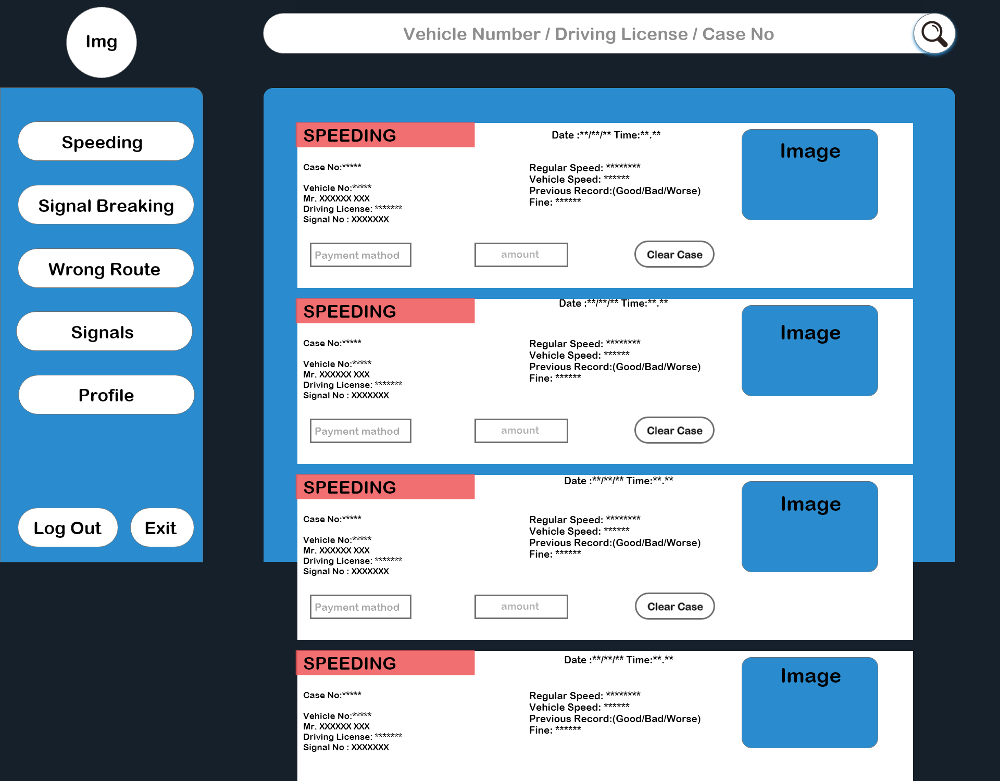 Img
Vehicle Number / Driving License / Case No
Speeding
Signal Breaking
Wrong Route
Signals
Profile
Log Out
Exit
SPEEDING
Date :**/**/** Time:**.**
Image
Case No:*****
Vehicle No:*****
Mr. XXXXXX XXX
Driving License: *******
Signal No : XXXXXXX
Regular Speed: ********
Vehicle Speed: ******
Previous Record:(Good/Bad/Worse)
Fine: ******
Payment mathod
amount
Clear Case
SPEEDING
Date :**/**/** Time:**.**
Image
Case No:*****
Vehicle No:*****
Mr. XXXXXX XXX
Driving License: *******
Signal No : XXXXXXX
Regular Speed: ********
Vehicle Speed: ******
Previous Record:(Good/Bad/Worse)
Fine: ******
Payment mathod
amount
Clear Case
SPEEDING
Date :**/**/** Time:**.**
Image
Case No:*****
Vehicle No:*****
Mr. XXXXXX XXX
Driving License: *******
Signal No : XXXXXXX
Regular Speed: ********
Vehicle Speed: ******
Previous Record:(Good/Bad/Worse)
Fine: ******
Payment mathod
amount
Clear Case
SPEEDING
Date :**/**/** Time:**.**
Image
Case No:*****
Vehicle No:*****
Mr. XXXXXX XXX
Driving License: *******
Signal No : XXXXXXX
Regular Speed: ********
Vehicle Speed: ******
Previous Record:(Good/Bad/Worse)
Fine: ******